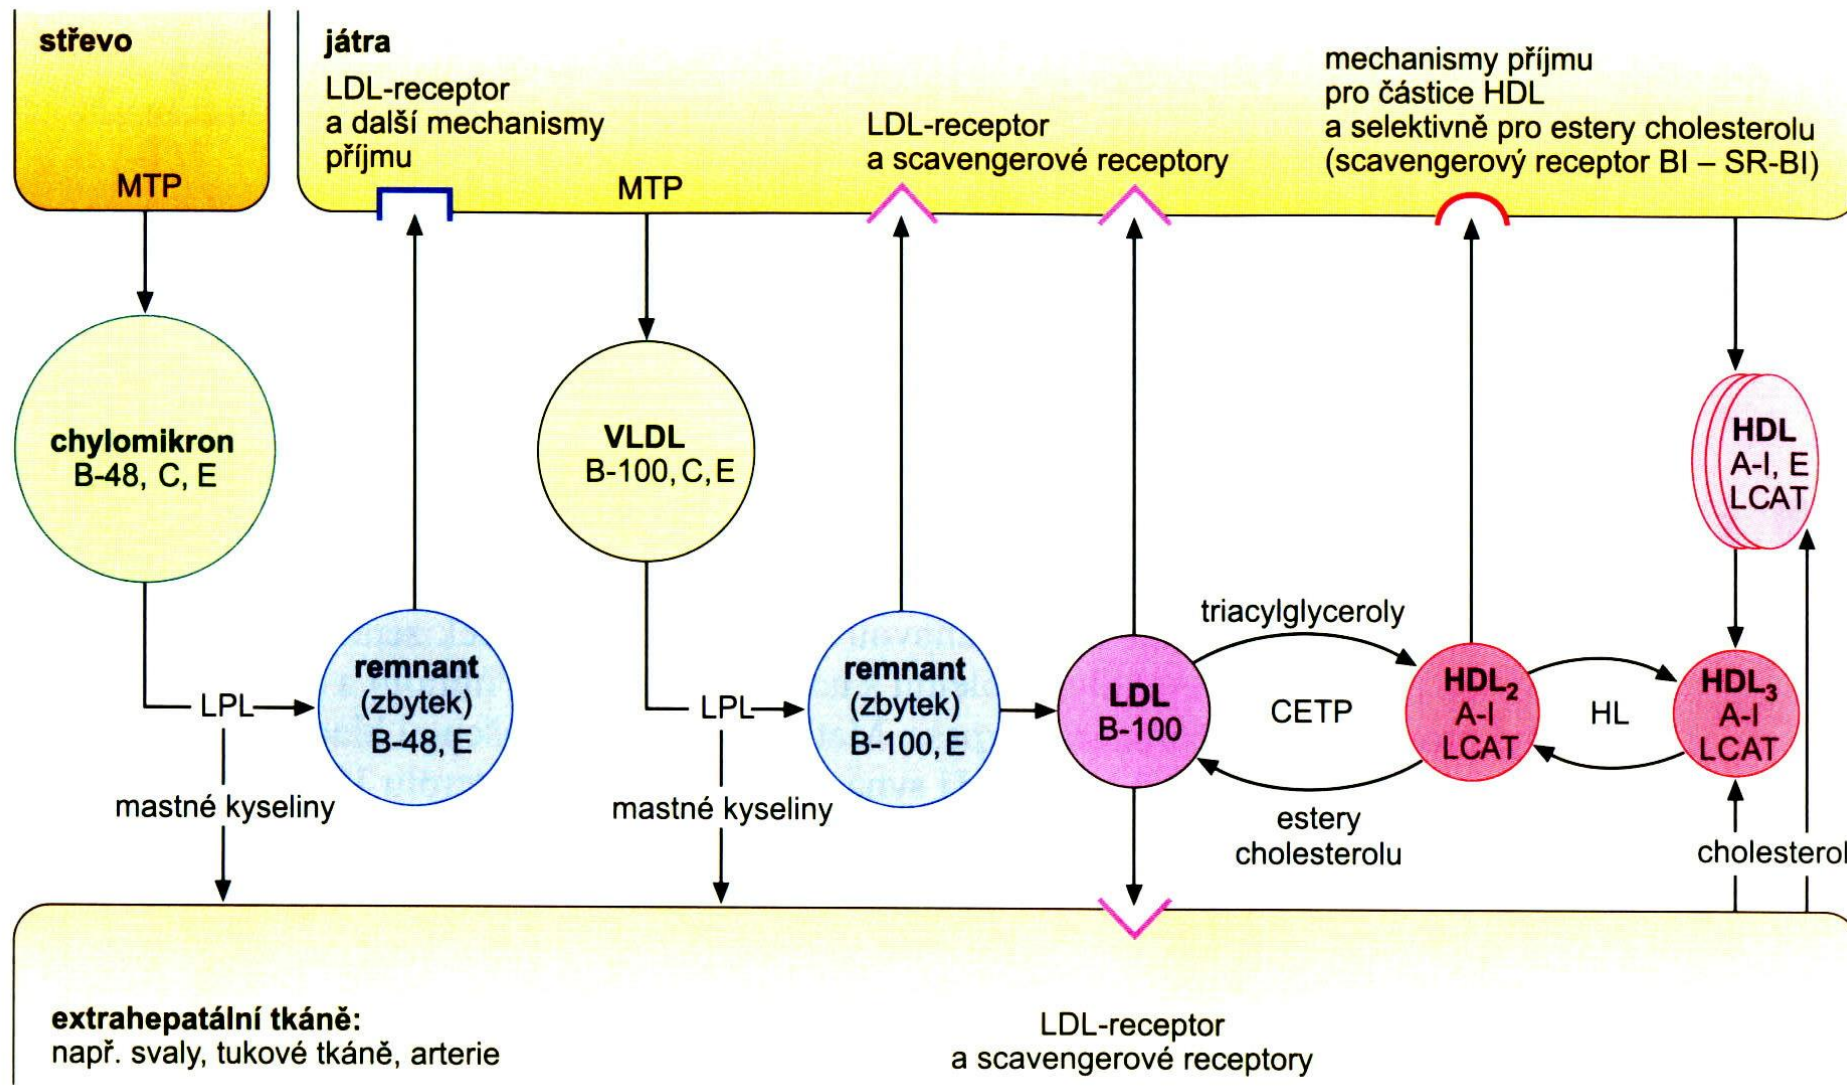 střevo
MTP
játra
LDL-receptor
a další mechanismy
příjmu
MTP
LDL-receptor
a scavengerové receptory
mechanismy příjmu
pro částice HDL
a selektivně pro estery cholesterolu
(scavengerový receptor BI – SR-BI)
chylomikron
B-48, C, E
VLDL
B-100, C, E
HDL
A-I, E
LCAT
LPL
remnant
(zbytek)
B-48, E
mastné kyseliny
LPL
remnant
(zbytek)
B-100, E
mastné kyseliny
LDL
B-100
triacylglyceroly
CETP
estery
cholesterolu
HDL₂
A-I
LCAT
HL
HDL₃
A-I
LCAT
cholesterol
extrahepatální tkáně:
např. svaly, tukové tkáně, arterie
LDL-receptor
a scavengerové receptory